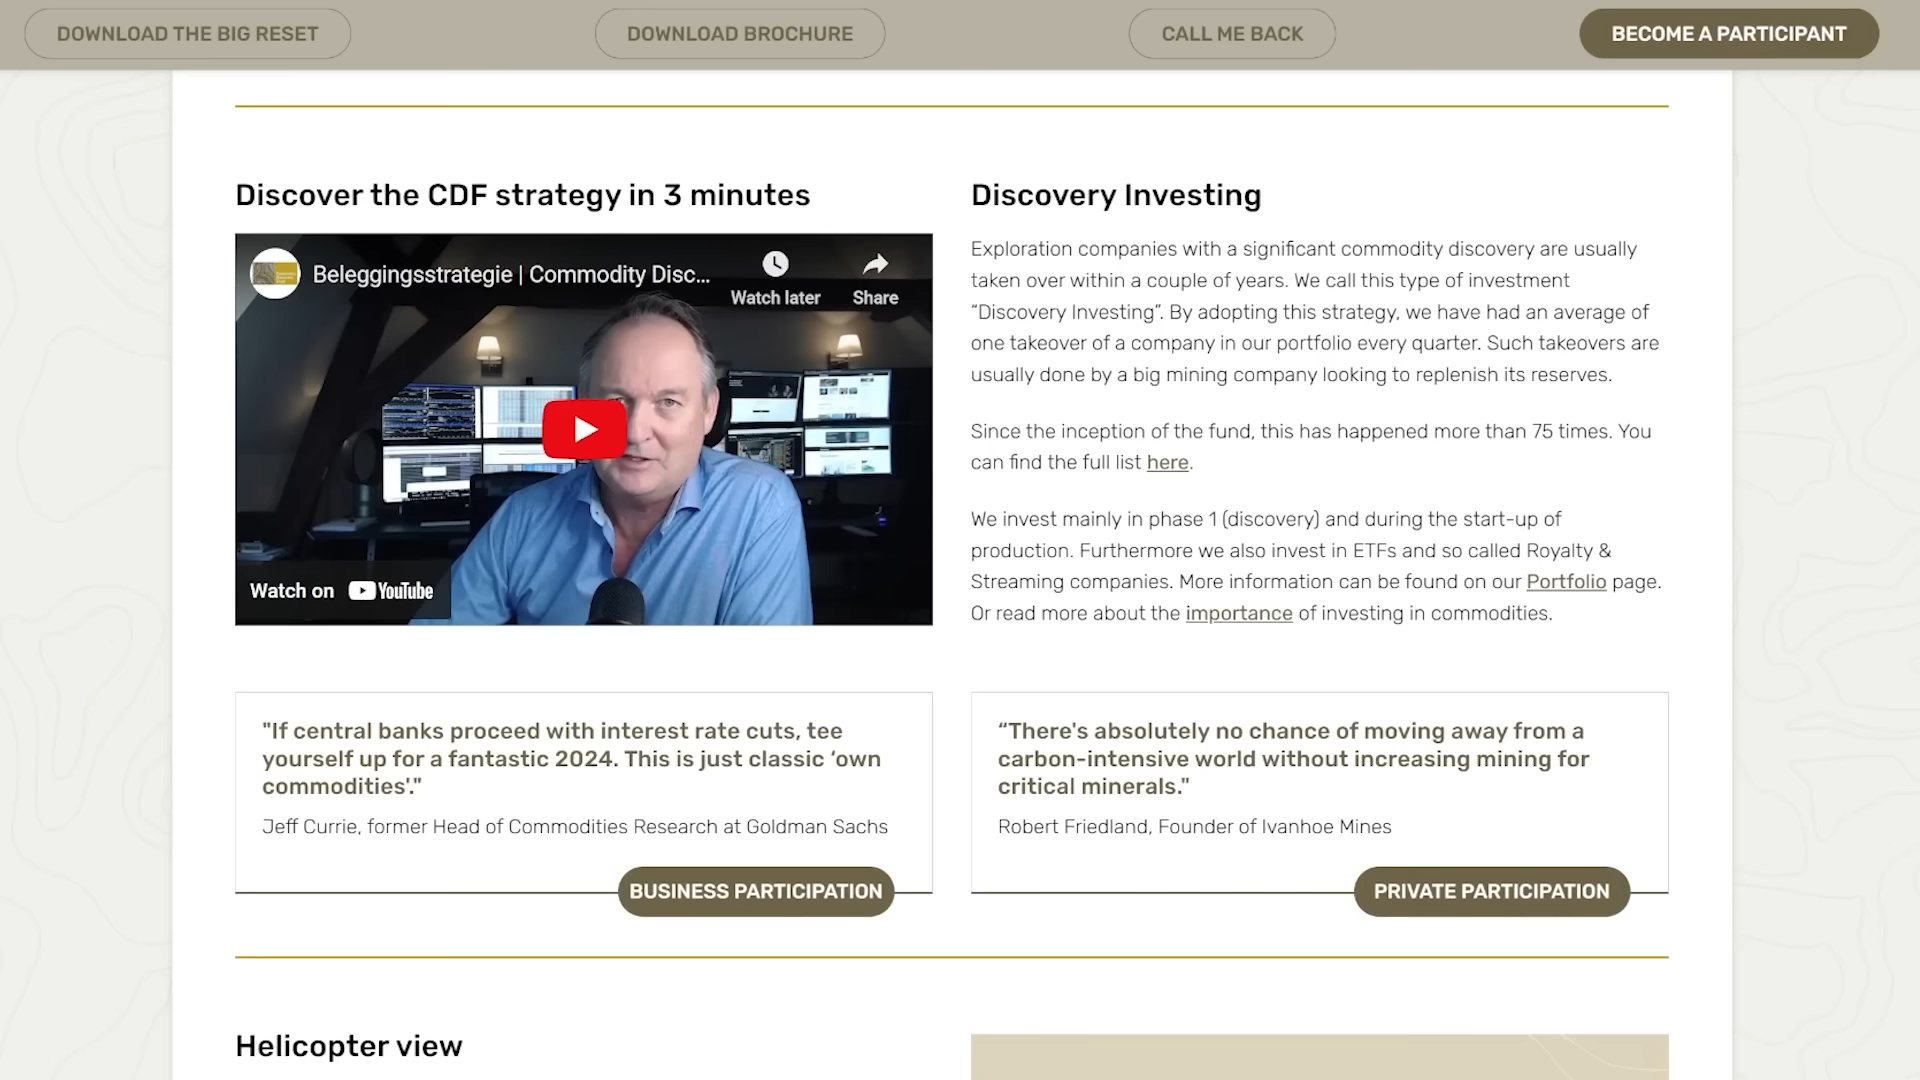 DOWNLOAD THE BIG RESET
DOWNLOAD BROCHURE
CALL ME BACK
BECOME A PARTICIPANT
Discover the CDF strategy in 3 minutes
Beleggingsstrategie | Commodity Disc...
Watch later
Share
Watch on YouTube
Discovery Investing
Exploration companies with a significant commodity discovery are usually
taken over within a couple of years. We call this type of investment
“Discovery Investing”. By adopting this strategy, we have had an average of
one takeover of a company in our portfolio every quarter. Such takeovers are
usually done by a big mining company looking to replenish its reserves.
Since the inception of the fund, this has happened more than 75 times. You
can find the full list here.
We invest mainly in phase 1 (discovery) and during the start-up of
production. Furthermore we also invest in ETFs and so called Royalty &
Streaming companies. More information can be found on our Portfolio page.
Or read more about the importance of investing in commodities.
"If central banks proceed with interest rate cuts, tee
yourself up for a fantastic 2024. This is just classic ‘own
commodities’."
Jeff Currie, former Head of Commodities Research at Goldman Sachs
BUSINESS PARTICIPATION
“There's absolutely no chance of moving away from a
carbon-intensive world without increasing mining for
critical minerals."
Robert Friedland, Founder of Ivanhoe Mines
PRIVATE PARTICIPATION
Helicopter view